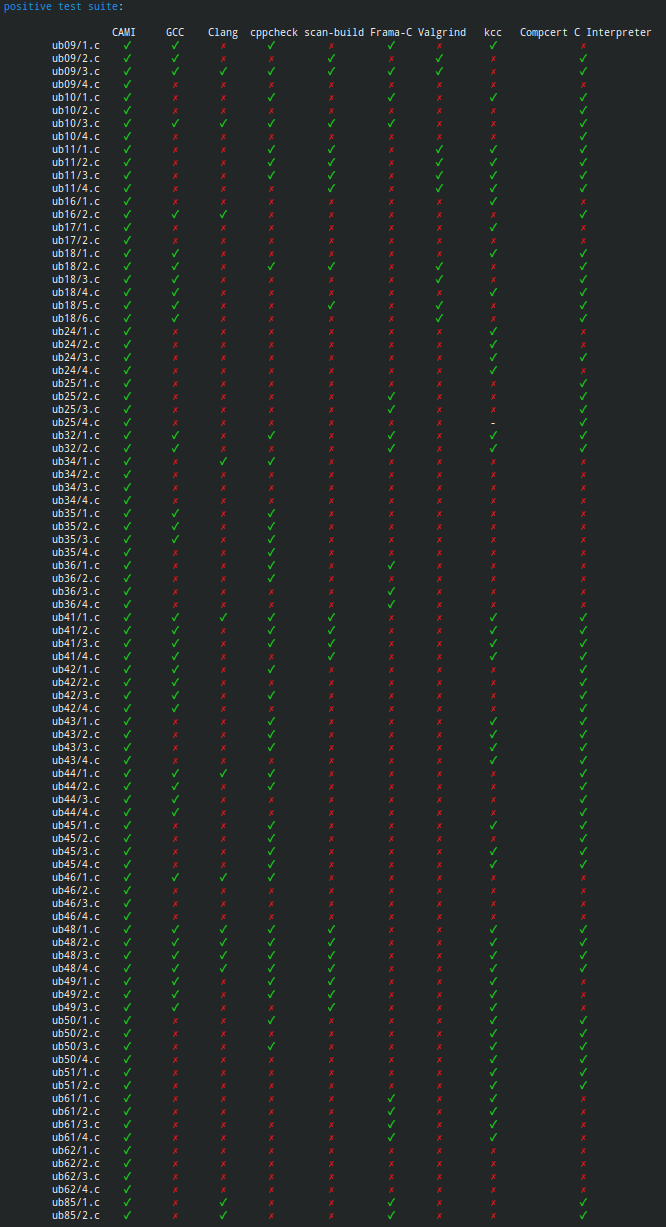 positive test suite:
CAMI GCC Clang cppcheck scan-build Frama-C Valgrind kcc Compcert C Interpreter
ub09/1.c ✓ ✓ ✗ ✓ ✗ ✓ ✗ ✓ ✗
ub09/2.c ✓ ✓ ✗ ✗ ✓ ✗ ✓ ✗ ✓
ub09/3.c ✓ ✓ ✓ ✓ ✓ ✓ ✓ ✗ ✓
ub09/4.c ✓ ✗ ✗ ✗ ✗ ✗ ✗ ✗ ✓
ub10/1.c ✓ ✗ ✗ ✓ ✗ ✓ ✗ ✓ ✓
ub10/2.c ✓ ✗ ✗ ✗ ✗ ✗ ✗ ✗ ✓
ub10/3.c ✓ ✓ ✓ ✓ ✓ ✓ ✗ ✗ ✓
ub10/4.c ✓ ✗ ✗ ✗ ✗ ✗ ✗ ✗ ✓
ub11/1.c ✓ ✗ ✗ ✓ ✓ ✗ ✓ ✓ ✓
ub11/2.c ✓ ✗ ✗ ✓ ✓ ✗ ✓ ✓ ✓
ub11/3.c ✓ ✗ ✗ ✓ ✓ ✗ ✓ ✓ ✓
ub11/4.c ✓ ✗ ✗ ✗ ✓ ✗ ✓ ✓ ✓
ub16/1.c ✓ ✗ ✗ ✗ ✗ ✗ ✗ ✓ ✗
ub16/2.c ✓ ✓ ✓ ✗ ✗ ✗ ✗ ✗ ✓
ub17/1.c ✓ ✗ ✗ ✗ ✗ ✗ ✗ ✓ ✗
ub17/2.c ✓ ✗ ✗ ✗ ✗ ✗ ✗ ✗ ✗
ub18/1.c ✓ ✓ ✗ ✗ ✗ ✗ ✗ ✓ ✓
ub18/2.c ✓ ✓ ✗ ✓ ✓ ✗ ✓ ✗ ✓
ub18/3.c ✓ ✓ ✗ ✗ ✗ ✗ ✓ ✗ ✓
ub18/4.c ✓ ✓ ✗ ✗ ✗ ✗ ✗ ✓ ✓
ub18/5.c ✓ ✓ ✗ ✗ ✓ ✗ ✓ ✗ ✓
ub18/6.c ✓ ✓ ✗ ✗ ✗ ✗ ✓ ✗ ✓
ub24/1.c ✓ ✗ ✗ ✗ ✗ ✗ ✗ ✓ ✗
ub24/2.c ✓ ✗ ✗ ✗ ✗ ✗ ✗ ✓ ✗
ub24/3.c ✓ ✗ ✗ ✗ ✗ ✗ ✗ ✓ ✓
ub24/4.c ✓ ✗ ✗ ✗ ✗ ✗ ✗ ✓ ✗
ub25/1.c ✓ ✗ ✗ ✗ ✗ ✗ ✗ ✗ ✓
ub25/2.c ✓ ✗ ✗ ✗ ✗ ✓ ✗ ✗ ✓
ub25/3.c ✓ ✗ ✗ ✗ ✗ ✓ ✗ ✗ ✓
ub25/4.c ✓ ✗ ✗ ✗ ✗ ✗ ✗ - ✓
ub32/1.c ✓ ✓ ✗ ✓ ✗ ✓ ✗ ✓ ✓
ub32/2.c ✓ ✓ ✗ ✗ ✗ ✓ ✗ ✓ ✓
ub34/1.c ✓ ✗ ✓ ✓ ✗ ✗ ✗ ✗ ✗
ub34/2.c ✓ ✗ ✗ ✗ ✗ ✗ ✗ ✗ ✗
ub34/3.c ✓ ✗ ✗ ✗ ✗ ✗ ✗ ✗ ✗
ub34/4.c ✓ ✗ ✗ ✗ ✗ ✗ ✗ ✗ ✗
ub35/1.c ✓ ✓ ✗ ✓ ✗ ✗ ✗ ✗ ✗
ub35/2.c ✓ ✓ ✗ ✓ ✗ ✗ ✗ ✗ ✗
ub35/3.c ✓ ✓ ✗ ✓ ✗ ✗ ✗ ✗ ✗
ub35/4.c ✓ ✗ ✗ ✓ ✗ ✗ ✗ ✗ ✗
ub36/1.c ✓ ✗ ✗ ✓ ✗ ✓ ✗ ✗ ✗
ub36/2.c ✓ ✗ ✗ ✓ ✗ ✗ ✗ ✗ ✗
ub36/3.c ✓ ✗ ✗ ✗ ✗ ✓ ✗ ✗ ✗
ub36/4.c ✓ ✗ ✗ ✗ ✗ ✓ ✗ ✗ ✗
ub41/1.c ✓ ✓ ✓ ✓ ✓ ✗ ✗ ✓ ✓
ub41/2.c ✓ ✓ ✗ ✓ ✓ ✗ ✗ ✓ ✓
ub41/3.c ✓ ✓ ✗ ✓ ✓ ✗ ✗ ✓ ✓
ub41/4.c ✓ ✓ ✗ ✗ ✓ ✗ ✗ ✓ ✓
ub42/1.c ✓ ✓ ✗ ✓ ✗ ✗ ✗ ✗ ✓
ub42/2.c ✓ ✓ ✗ ✗ ✗ ✗ ✗ ✗ ✓
ub42/3.c ✓ ✓ ✗ ✓ ✗ ✗ ✗ ✗ ✓
ub42/4.c ✓ ✓ ✗ ✗ ✗ ✗ ✗ ✗ ✓
ub43/1.c ✓ ✗ ✗ ✓ ✗ ✗ ✗ ✓ ✓
ub43/2.c ✓ ✗ ✗ ✓ ✗ ✗ ✗ ✓ ✓
ub43/3.c ✓ ✗ ✗ ✓ ✗ ✗ ✗ ✓ ✓
ub43/4.c ✓ ✗ ✗ ✗ ✗ ✗ ✗ ✓ ✓
ub44/1.c ✓ ✓ ✓ ✓ ✗ ✗ ✗ ✗ ✓
ub44/2.c ✓ ✓ ✗ ✓ ✗ ✗ ✗ ✗ ✓
ub44/3.c ✓ ✓ ✗ ✗ ✗ ✗ ✗ ✗ ✓
ub44/4.c ✓ ✓ ✗ ✗ ✗ ✗ ✗ ✗ ✓
ub45/1.c ✓ ✗ ✗ ✓ ✗ ✗ ✗ ✓ ✓
ub45/2.c ✓ ✗ ✗ ✓ ✗ ✗ ✗ ✗ ✓
ub45/3.c ✓ ✗ ✗ ✓ ✗ ✗ ✗ ✓ ✓
ub45/4.c ✓ ✗ ✗ ✓ ✗ ✗ ✗ ✓ ✓
ub46/1.c ✓ ✓ ✓ ✓ ✗ ✗ ✗ ✗ ✗
ub46/2.c ✓ ✗ ✗ ✗ ✗ ✗ ✗ ✗ ✗
ub46/3.c ✓ ✗ ✗ ✗ ✗ ✗ ✗ ✗ ✗
ub46/4.c ✓ ✗ ✗ ✗ ✗ ✗ ✗ ✗ ✗
ub48/1.c ✓ ✓ ✓ ✓ ✓ ✗ ✗ ✓ ✓
ub48/2.c ✓ ✓ ✓ ✓ ✓ ✗ ✗ ✓ ✓
ub48/3.c ✓ ✓ ✓ ✓ ✓ ✗ ✗ ✓ ✓
ub48/4.c ✓ ✓ ✓ ✓ ✓ ✗ ✗ ✓ ✓
ub49/1.c ✓ ✓ ✗ ✓ ✓ ✗ ✗ ✓ ✗
ub49/2.c ✓ ✓ ✗ ✓ ✓ ✗ ✗ ✓ ✗
ub49/3.c ✓ ✓ ✗ ✗ ✓ ✗ ✗ ✓ ✗
ub50/1.c ✓ ✗ ✗ ✓ ✗ ✗ ✗ ✓ ✓
ub50/2.c ✓ ✗ ✗ ✗ ✗ ✗ ✗ ✓ ✓
ub50/3.c ✓ ✗ ✗ ✓ ✗ ✗ ✗ ✓ ✓
ub50/4.c ✓ ✗ ✗ ✗ ✗ ✗ ✗ ✓ ✓
ub51/1.c ✓ ✗ ✗ ✗ ✗ ✗ ✗ ✓ ✓
ub51/2.c ✓ ✗ ✗ ✗ ✗ ✗ ✗ ✓ ✓
ub61/1.c ✓ ✗ ✗ ✗ ✗ ✓ ✗ ✓ ✗
ub61/2.c ✓ ✗ ✗ ✗ ✗ ✓ ✗ ✓ ✗
ub61/3.c ✓ ✗ ✗ ✗ ✗ ✓ ✗ ✓ ✗
ub61/4.c ✓ ✗ ✗ ✗ ✗ ✓ ✗ ✓ ✗
ub62/1.c ✓ ✗ ✗ ✗ ✗ ✗ ✗ ✗ ✗
ub62/2.c ✓ ✗ ✗ ✗ ✗ ✗ ✗ ✗ ✗
ub62/3.c ✓ ✗ ✗ ✗ ✗ ✗ ✗ ✗ ✗
ub62/4.c ✓ ✗ ✗ ✗ ✗ ✗ ✗ ✗ ✗
ub85/1.c ✓ ✗ ✓ ✗ ✗ ✓ ✗ ✗ ✓
ub85/2.c ✓ ✗ ✓ ✗ ✗ ✓ ✗ ✗ ✓